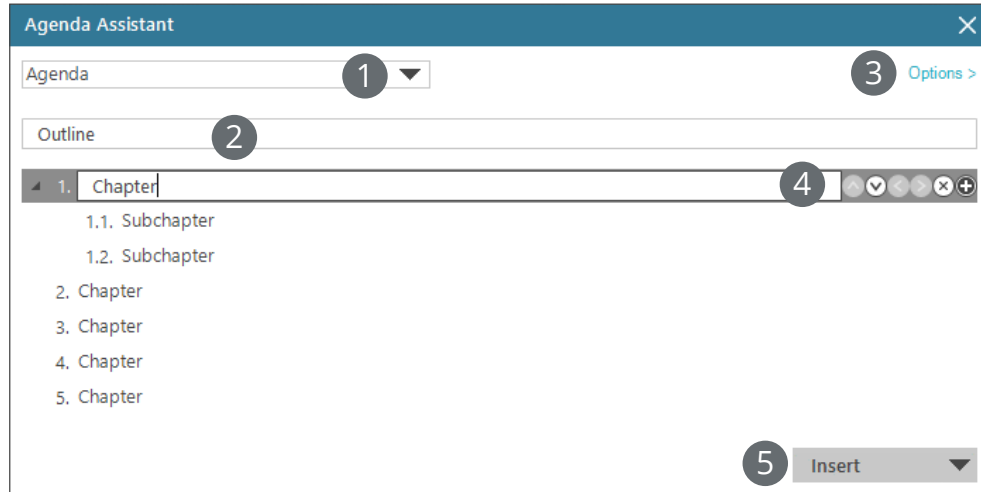 Agenda Assistant
Agenda 1 3 Options >
Outline 2
1. Chapter 4
1.1. Subchapter
1.2. Subchapter
2. Chapter
3. Chapter
4. Chapter
5. Chapter
5 Insert